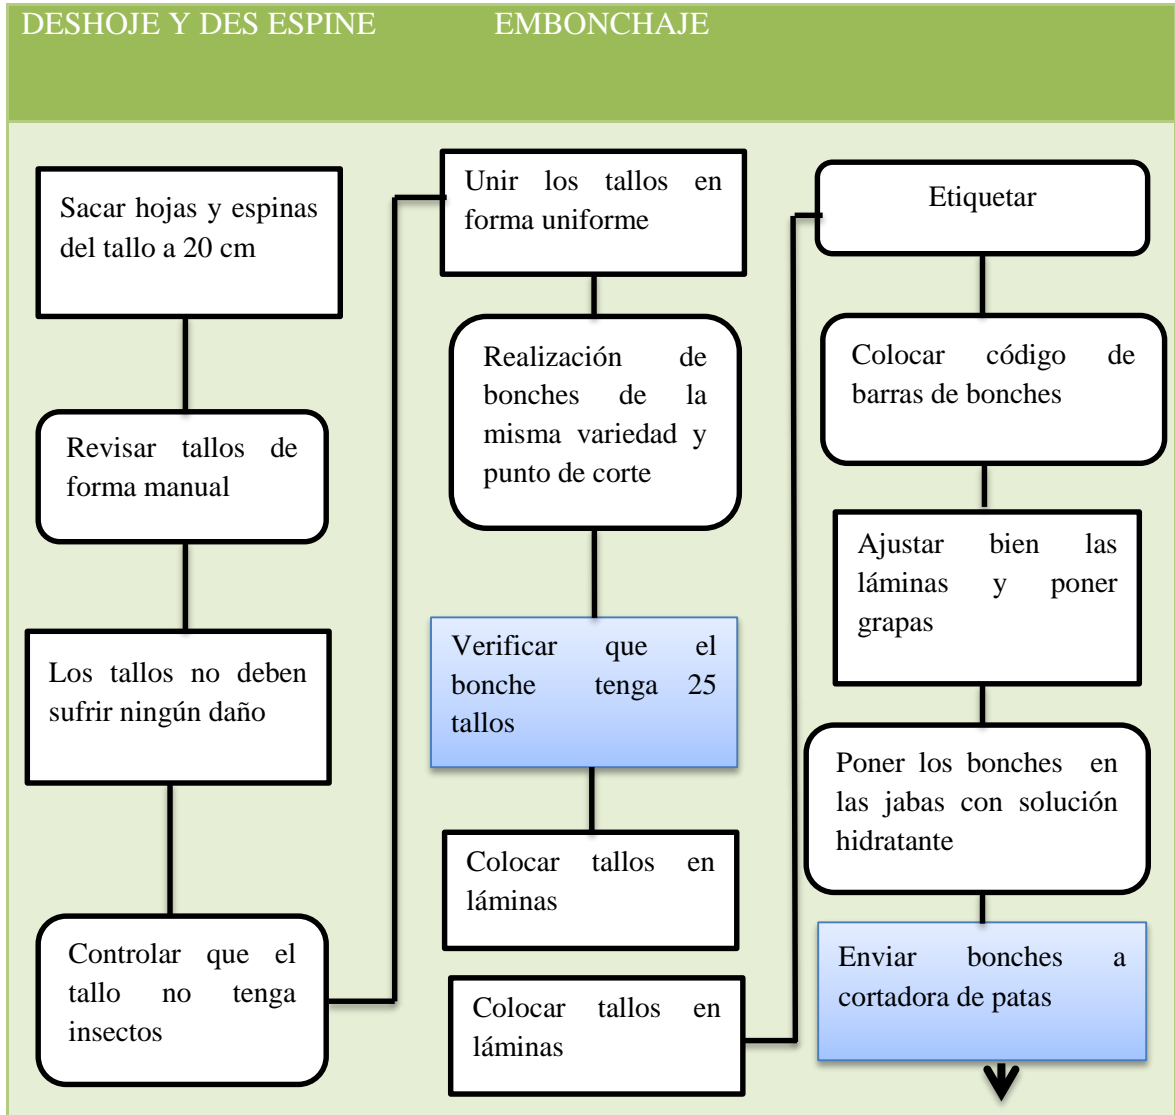 DESHOJE Y DES ESPINE EMBONCHAJE
Sacar hojas y espinas
del tallo a 20 cm
Revisar tallos de
forma manual
Los tallos no deben
sufrir ningún daño
Controlar que el
tallo no tenga
insectos
Unir los tallos en
forma uniforme
Realización de
bonches de la
misma variedad y
punto de corte
Verificar que el
bonche tenga 25
tallos
Colocar tallos en
láminas
Colocar tallos en
láminas
Etiquetar
Colocar código de
barras de bonches
Ajustar bien las
láminas y poner
grapas
Poner los bonches en
las jabas con solución
hidratante
Enviar bonches a
cortadora de patas